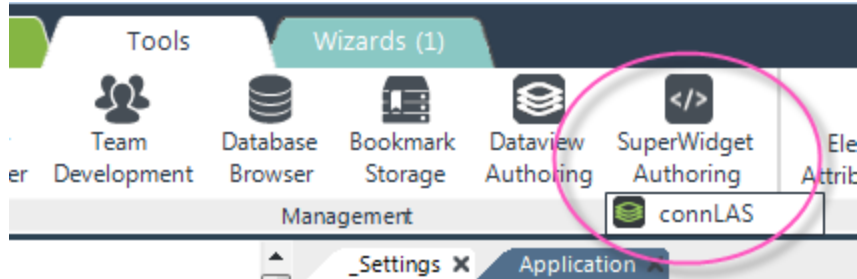 Tools
Wizards (1)
Team
Development
Database
Browser
Bookmark
Storage
Dataview
Authoring
</>
SuperWidget
Authoring
Management
connLAS
_Settings
Application